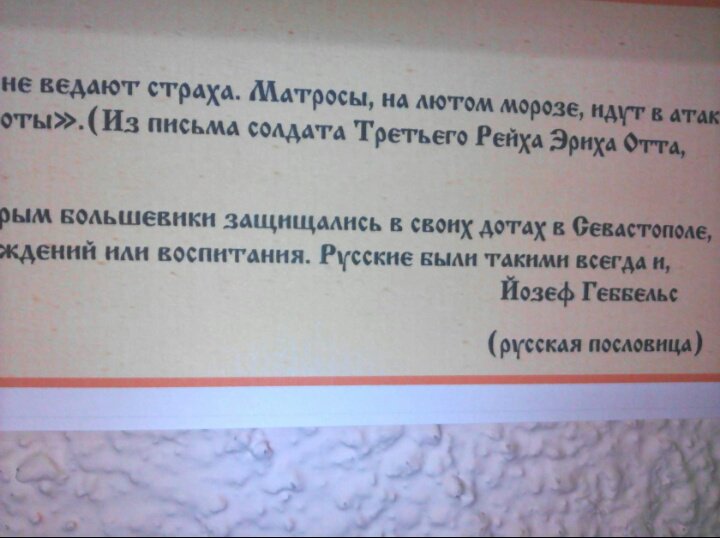 не ведают страха. Матросы, на лютом морозе, идут в атак
оты».(Из письма солдата Третьего Рейха Эриха Отта,
рым большевики защищались в своих дотах в Севастополе,
ждений или воспитания. Русские были такими всегда и,
Йозеф Геббельс
(русская пословица)